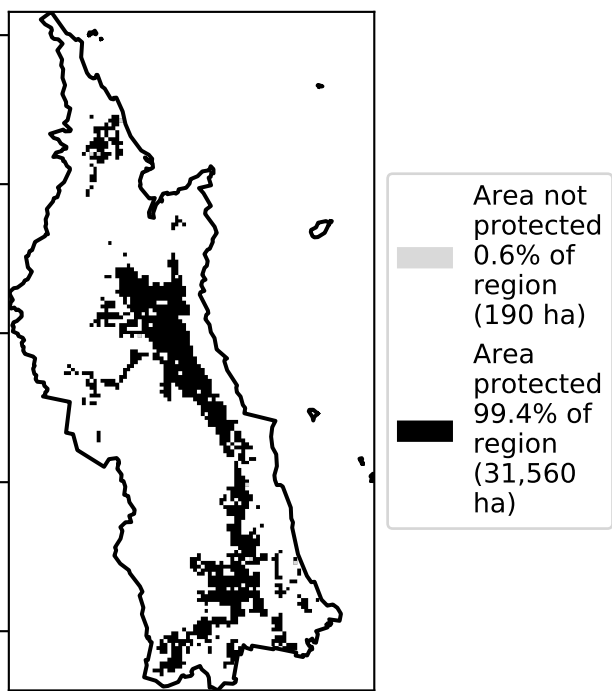 Area not
protected
0.6% of
region
(190 ha)
Area
protected
99.4% of
region
(31,560
ha)